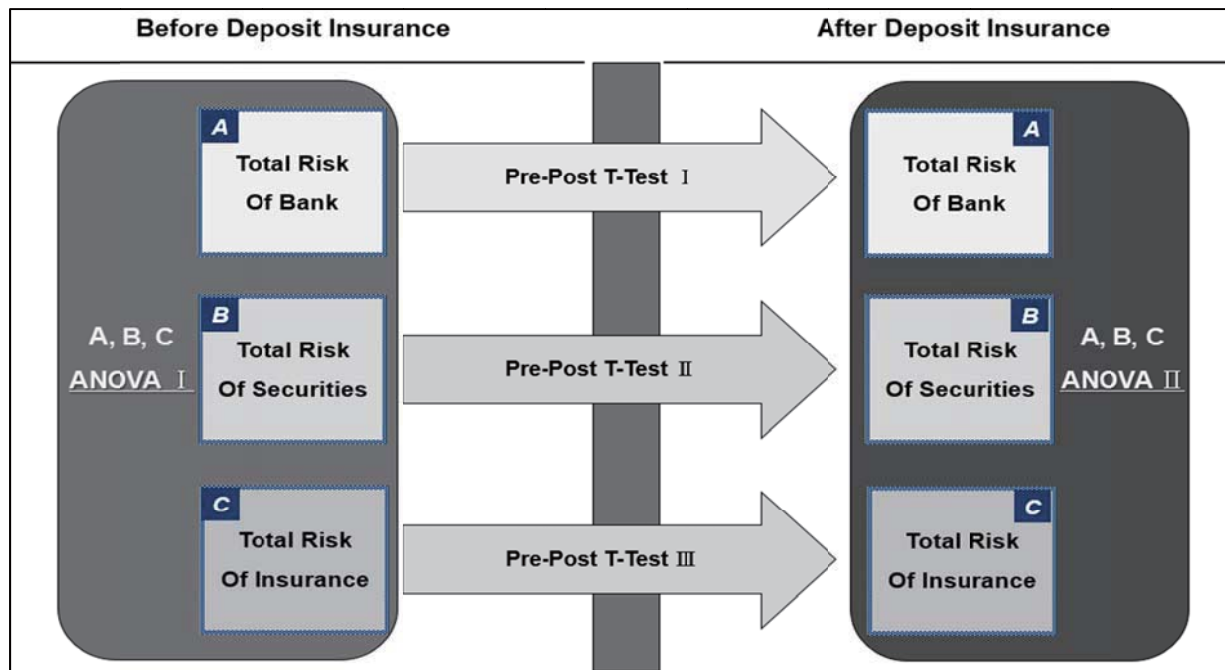 Before Deposit Insurance
After Deposit Insurance
A
Total Risk
Of Bank
Pre-Post T-Test Ⅰ
A
Total Risk
Of Bank
A, B, C
ANOVA Ⅰ
B
Total Risk
Of Securities
Pre-Post T-Test Ⅱ
B
Total Risk
Of Securities
A, B, C
ANOVA Ⅱ
C
Total Risk
Of Insurance
Pre-Post T-Test Ⅲ
C
Total Risk
Of Insurance